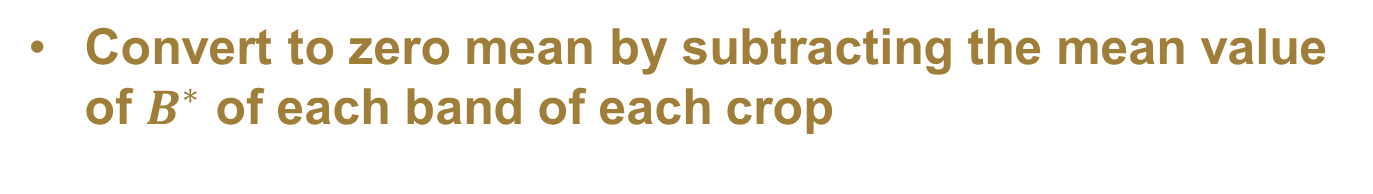 • Convert to zero mean by subtracting the mean value
of B* of each band of each crop